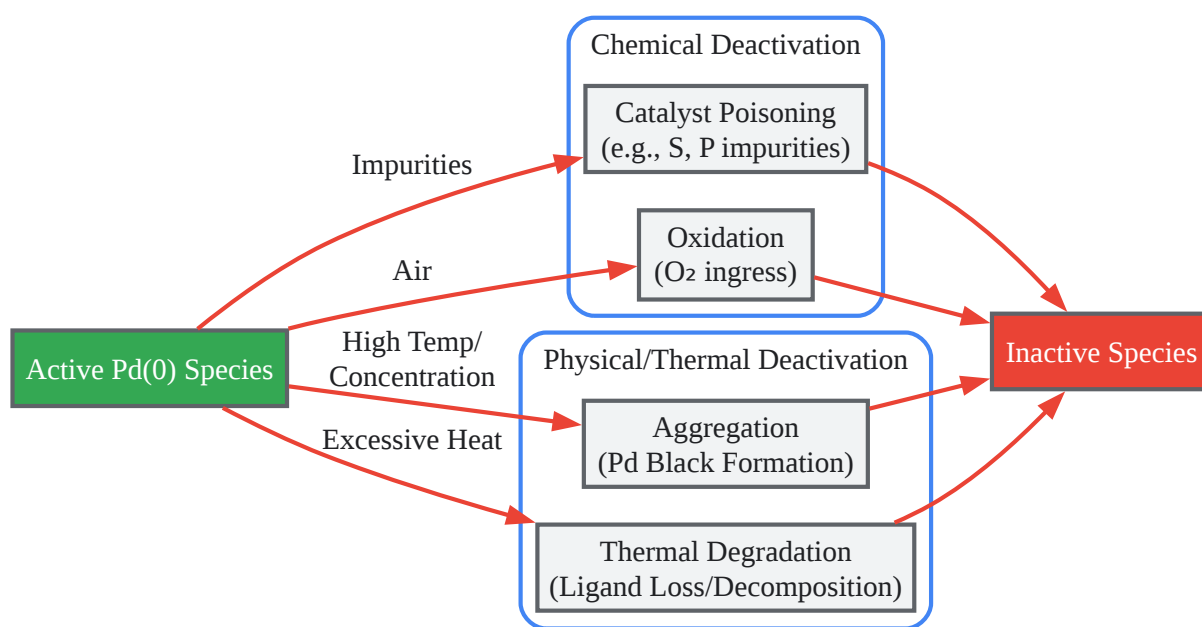 Chemical Deactivation
Catalyst Poisoning
(e.g., S, P impurities)
Impurities
Oxidation
(O₂ ingress)
Air
Active Pd(0) Species
High Temp/
Concentration
Physical/Thermal Deactivation
Inactive Species
Aggregation
(Pd Black Formation)
Excessive Heat
Thermal Degradation
(Ligand Loss/Decomposition)